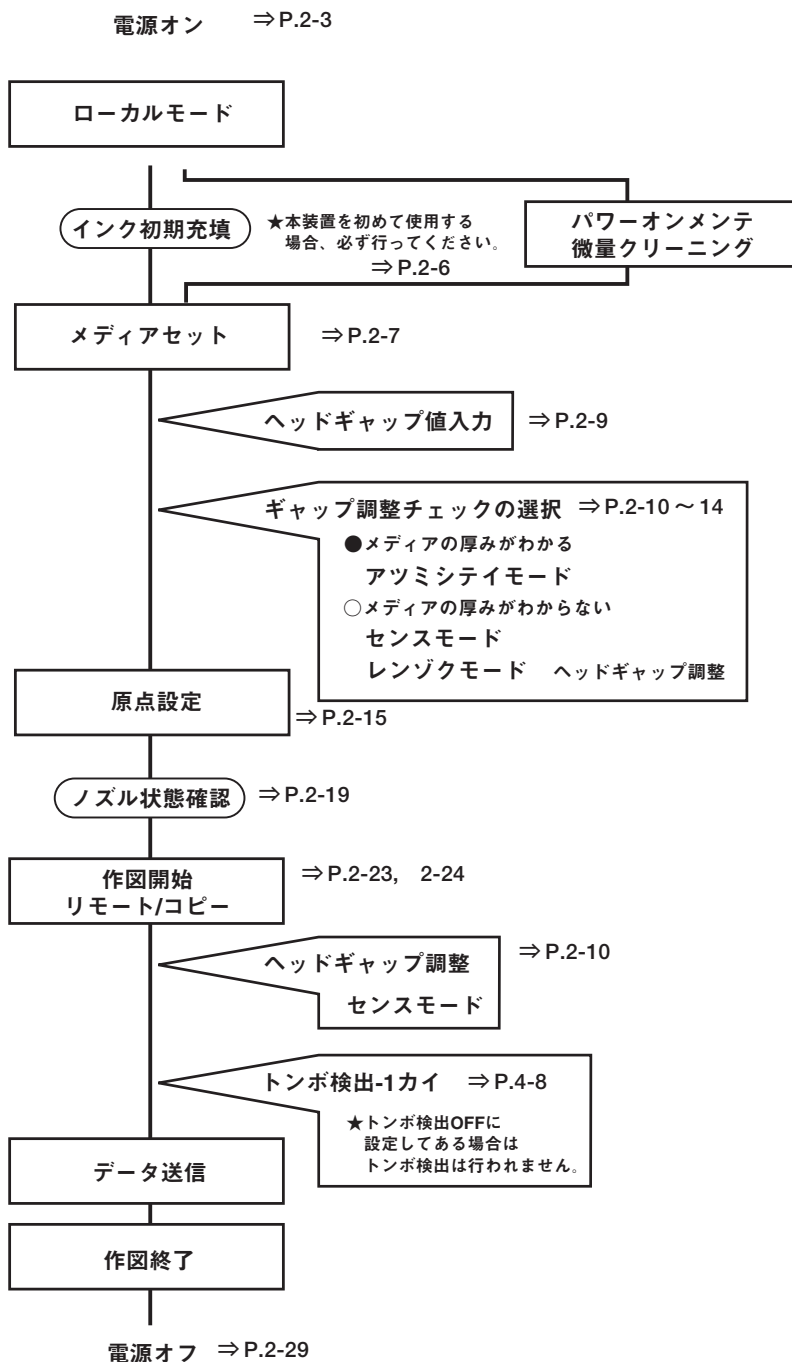 電源オン ⇒P.2-3
ローカルモード
インク初期充填
★本装置を初めて使用する
場合、必ず行ってください。
⇒P.2-6
パワーオンメンテ
微量クリーニング
メディアセット ⇒P.2-7
ヘッドギャップ値入力 ⇒P.2-9
ギャップ調整チェックの選択 ⇒P.2-10～14
●メディアの厚みがわかる
アツミシテイモード
○メディアの厚みがわからない
センスモード
レンゾクモード ヘッドギャップ調整
原点設定 ⇒P.2-15
ノズル状態確認 ⇒P.2-19
作図開始
リモート/コピー
⇒P.2-23, 2-24
ヘッドギャップ調整 ⇒P.2-10
センスモード
トンボ検出-1カイ ⇒P.4-8
★トンボ検出OFFに
設定してある場合は
トンボ検出は行われません。
データ送信
作図終了
電源オフ ⇒P.2-29